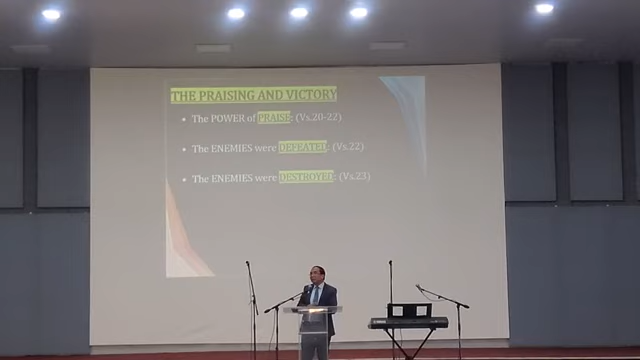 THE PRAISING AND VICTORY
• The POWER of PRAISE: (Vs.20-22)
• The ENEMIES were DEFEATED: (Vs.22)
• The ENEMIES were DESTROYED: (Vs.23)